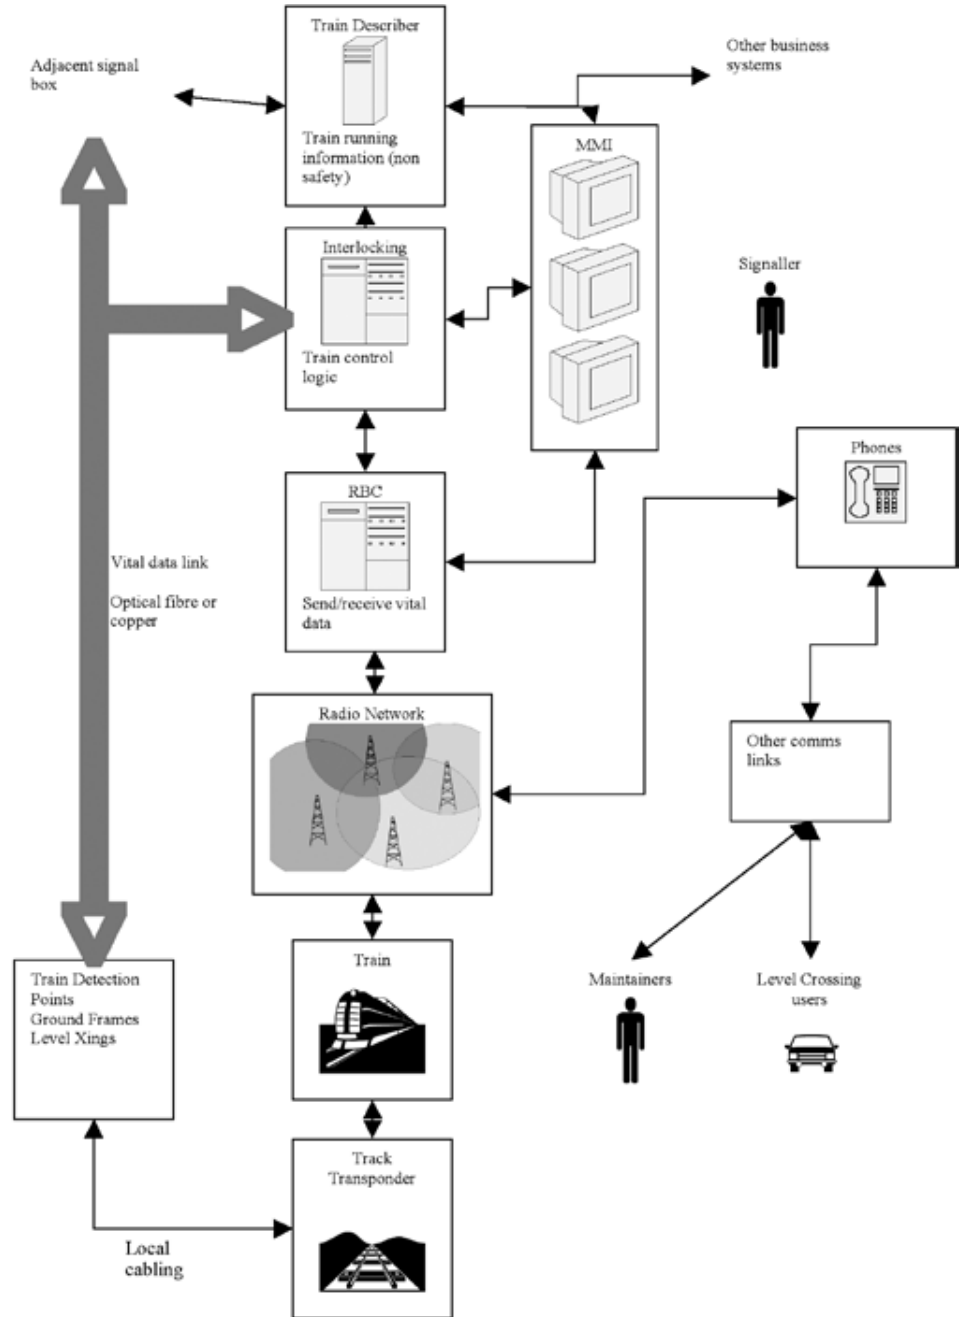 Train Describer
Adjacent signal
box
Other business
systems
Train running
information (non
safety)
MMI
Interlocking
Signaller
Train control
logic
Phones
RBC
Vital data link
Optical fibre or
copper
Send/receive vital
data
Radio Network
Other comms
links
Train
Train Detection
Points
Ground Frames
Level Xings
Maintainers
Level Crossing
users
Track
Transponder
Local
cabling